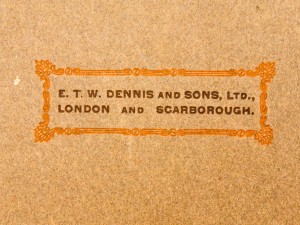 E. T. W. DENNIS AND SONS, LTD.,
LONDON AND SCARBOROUGH.